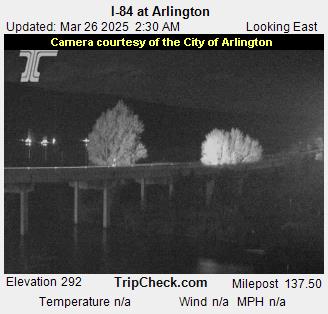 I-84 at Arlington
Updated: Mar 26 2025 2:30 AM Looking East
Camera courtesy of the City of Arlington
Elevation 292 TripCheck.com Milepost 137.50
Temperature n/a Wind n/a MPH n/a